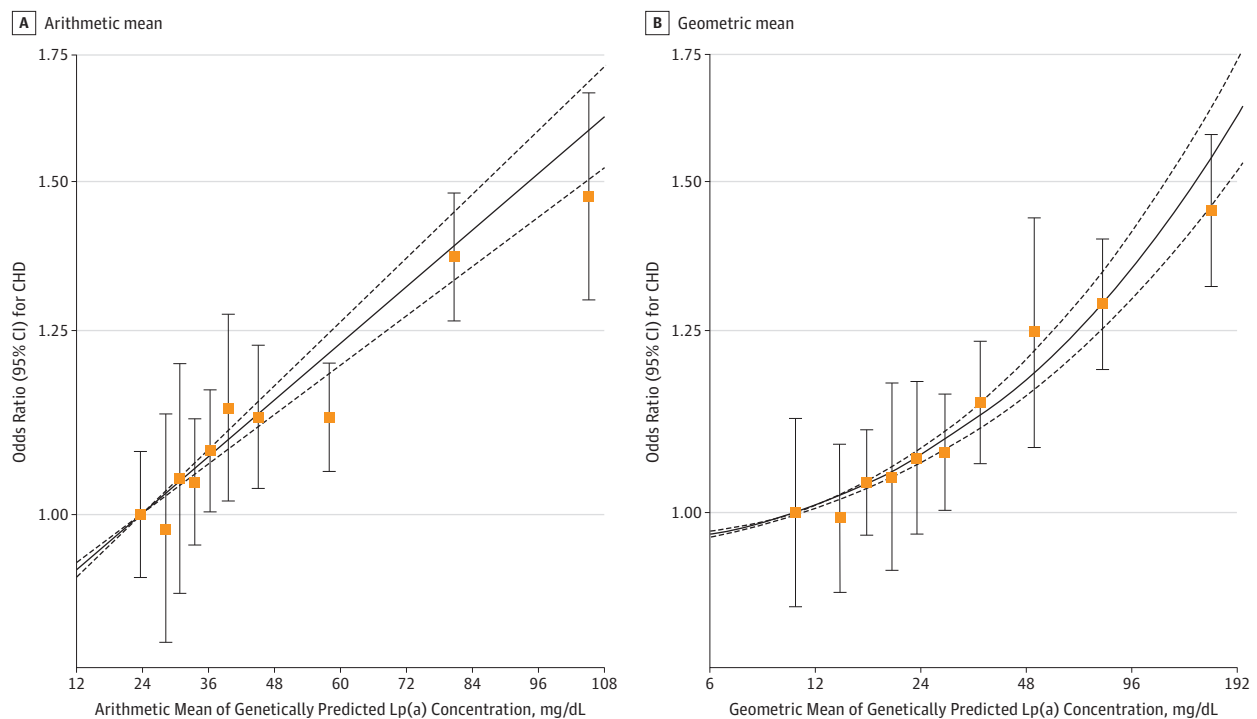 A Arithmetic mean
1.75
1.50
1.25
1.00
Odds Ratio (95% CI) for CHD
12 24 36 48 60 72 84 96 108
Arithmetic Mean of Genetically Predicted Lp(a) Concentration, mg/dL
B Geometric mean
1.75
1.50
1.25
1.00
Odds Ratio (95% CI) for CHD
6 12 24 48 96 192
Geometric Mean of Genetically Predicted Lp(a) Concentration, mg/dL